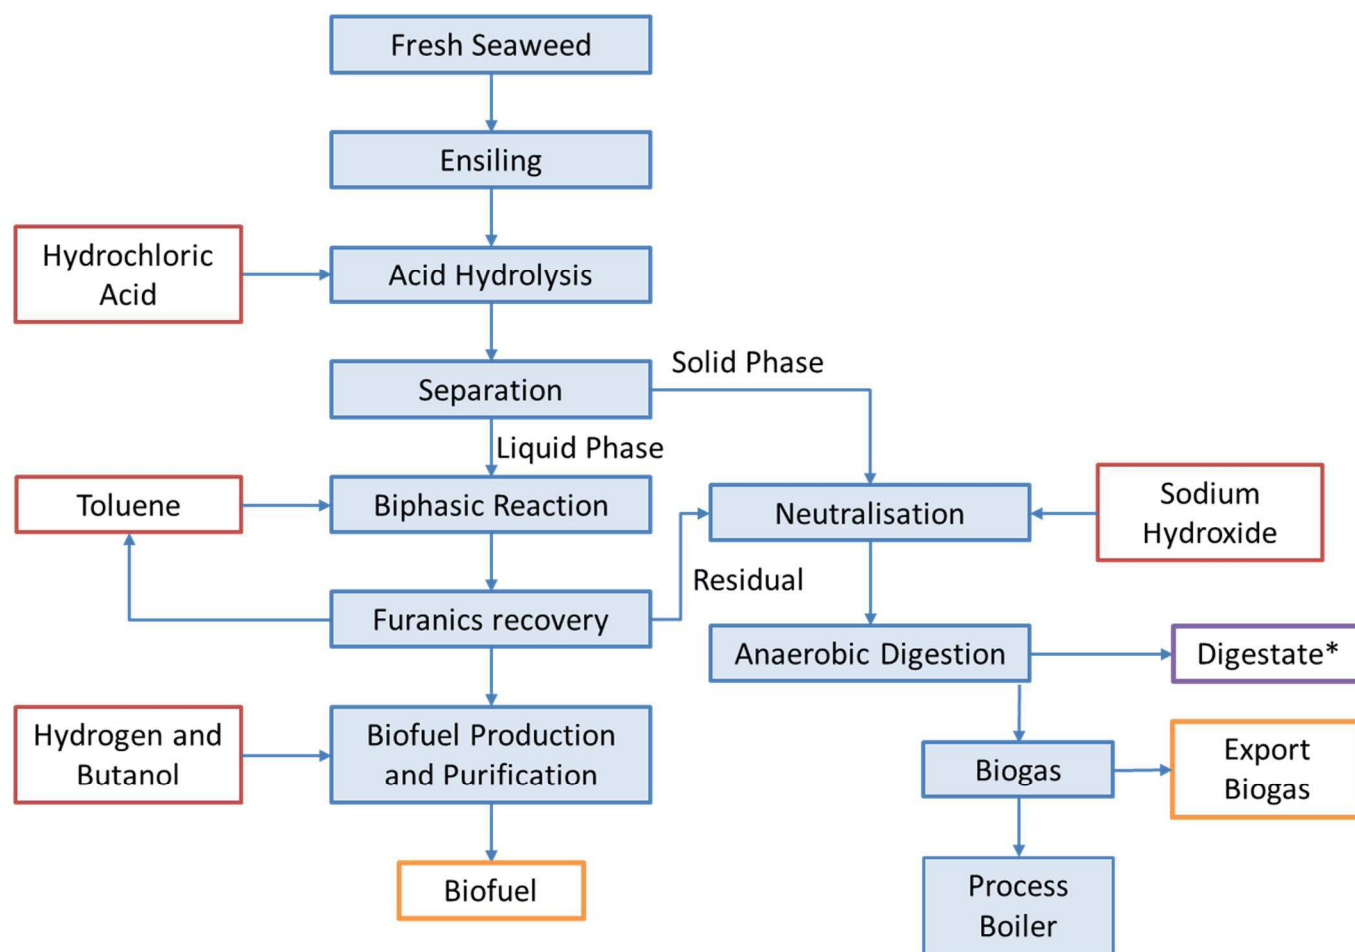 Fresh Seaweed
Ensiling
Hydrochloric
Acid
Acid Hydrolysis
Separation
Solid Phase
Liquid Phase
Toluene
Biphasic Reaction
Neutralisation
Sodium
Hydroxide
Residual
Furanics recovery
Anaerobic Digestion
Digestate*
Hydrogen and
Butanol
Biofuel Production
and Purification
Biogas
Export
Biogas
Biofuel
Process
Boiler